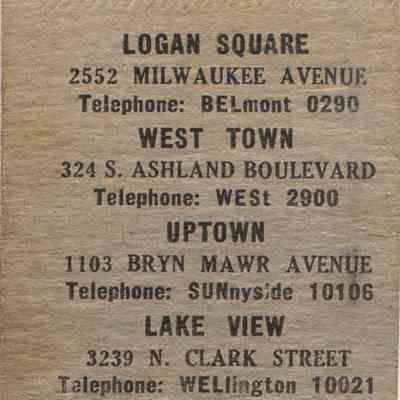 LOGAN SQUARE
2552 MILWAUKEE AVENUE
Telephone: BELmont 0290
WEST TOWN
324 S. ASHLAND BOULEVARD
Telephone: WESt 2900
UPTOWN
1103 BRYN MAWR AVENUE
Telephone: SUNnyside 10106
LAKE VIEW
3239 N. CLARK STREET
Telephone: WELlington 10021